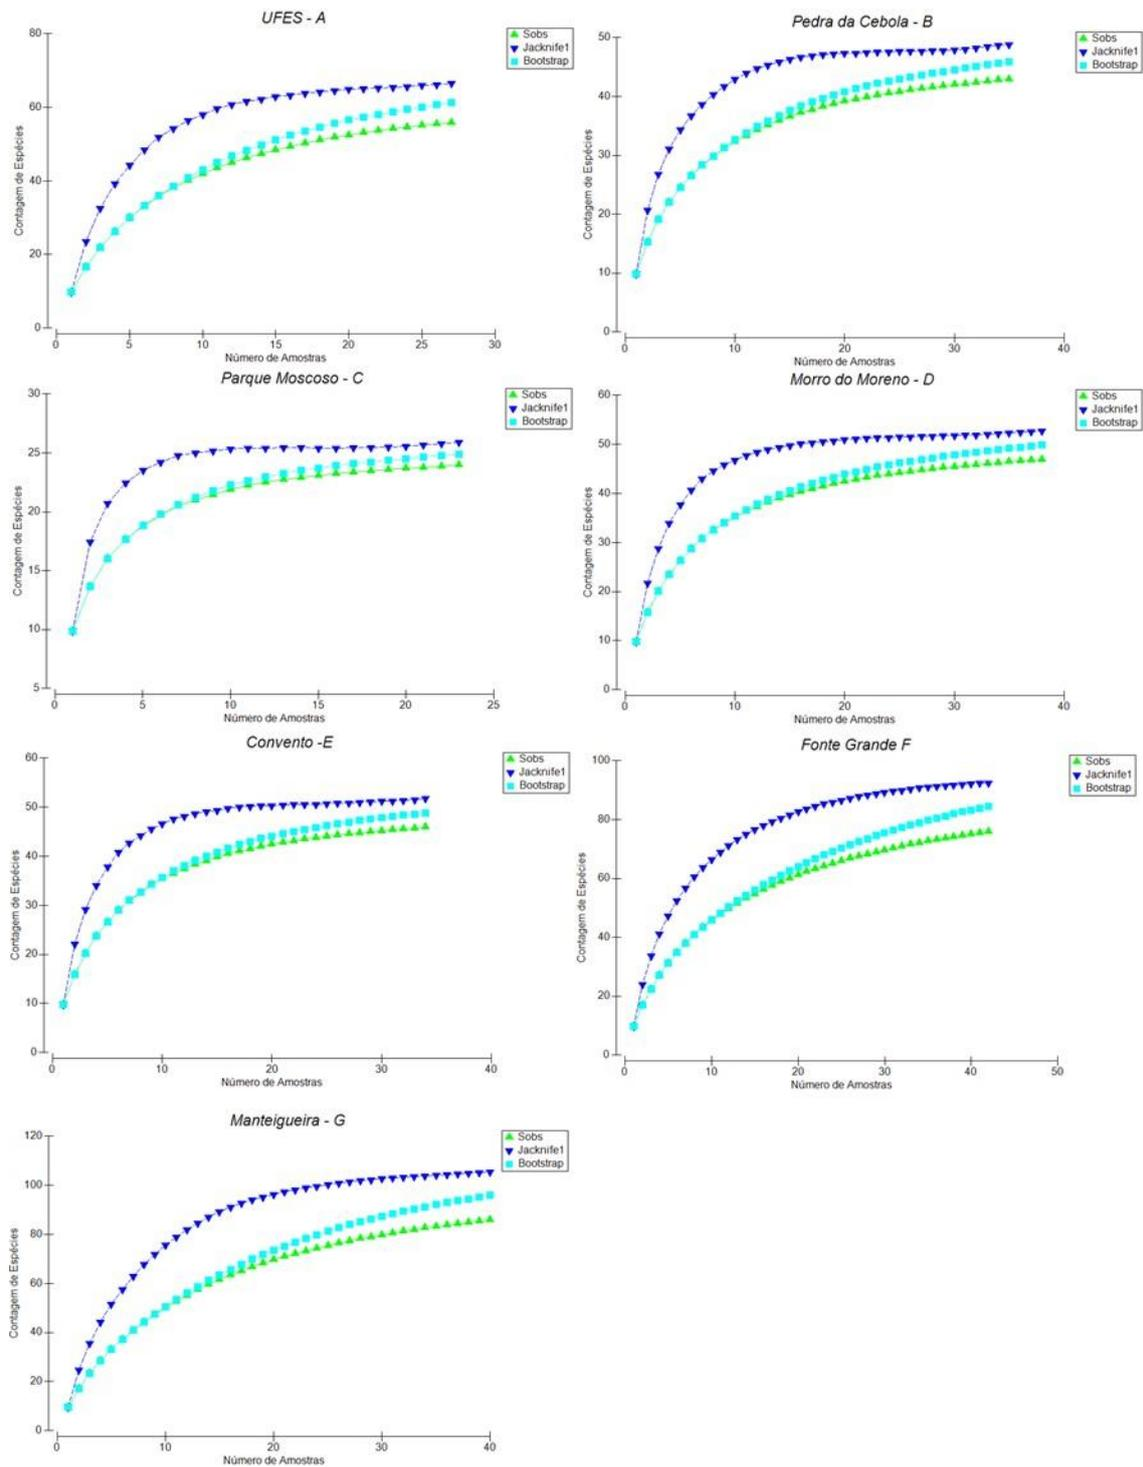 UFES - A
Sobs
Jacknife1
Bootstrap
80
60
40
20
0
Contagem de Espécies
0 5 10 15 20 25 30
Número de Amostras
Pedra da Cebola - B
Sobs
Jacknife1
Bootstrap
50
40
30
20
10
0
Contagem de Espécies
0 10 20 30 40
Número de Amostras
Parque Moscoso - C
Sobs
Jacknife1
Bootstrap
30
25
20
15
10
5
Contagem de Espécies
0 5 10 15 20 25
Número de Amostras
Morro do Moreno - D
Sobs
Jacknife1
Bootstrap
60
50
40
30
20
10
0
Contagem de Espécies
0 10 20 30 40
Número de Amostras
Convento -E
Sobs
Jacknife1
Bootstrap
60
50
40
30
20
10
0
Contagem de Espécies
0 10 20 30 40
Número de Amostras
Fonte Grande F
Sobs
Jacknife1
Bootstrap
100
80
60
40
20
0
Contagem de Espécies
0 10 20 30 40 50
Número de Amostras
Manteigueira - G
Sobs
Jacknife1
Bootstrap
120
100
80
60
40
20
0
Contagem de Espécies
0 10 20 30 40
Número de Amostras